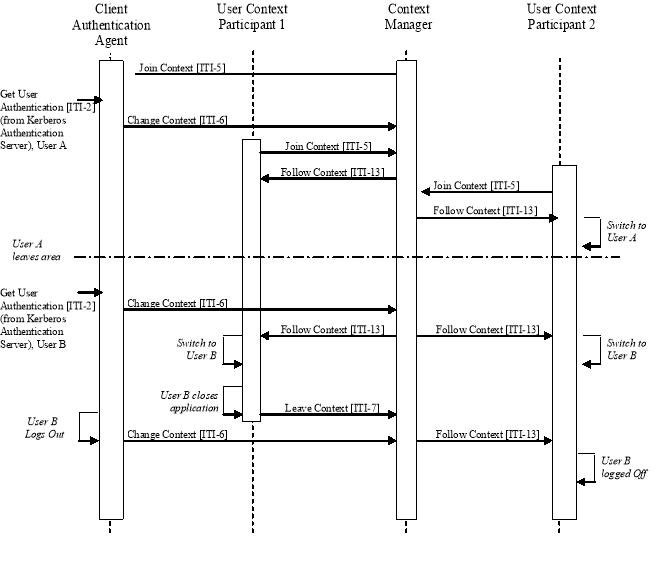 Client
Authentication
Agent
User Context
Participant 1
Context
Manager
User Context
Participant 2
Join Context [ITI-5]
Get User
Authentication [ITI-2]
(from Kerberos
Authentication
Server), User A
Change Context [ITI-6]
Join Context [ITI-5]
Follow Context [ITI-13]
Join Context [ITI-5]
Follow Context [ITI-13]
Switch to
User A
User A
leaves area
Get User
Authentication [ITI-2]
(from Kerberos
Authentication
Server), User B
Change Context [ITI-6]
Follow Context [ITI-13]
Follow Context [ITI-13]
Switch to
User B
Switch to
User B
User B closes
application
Leave Context [ITI-7]
User B
Logs Out
Change Context [ITI-6]
Follow Context [ITI-13]
User B
logged Off